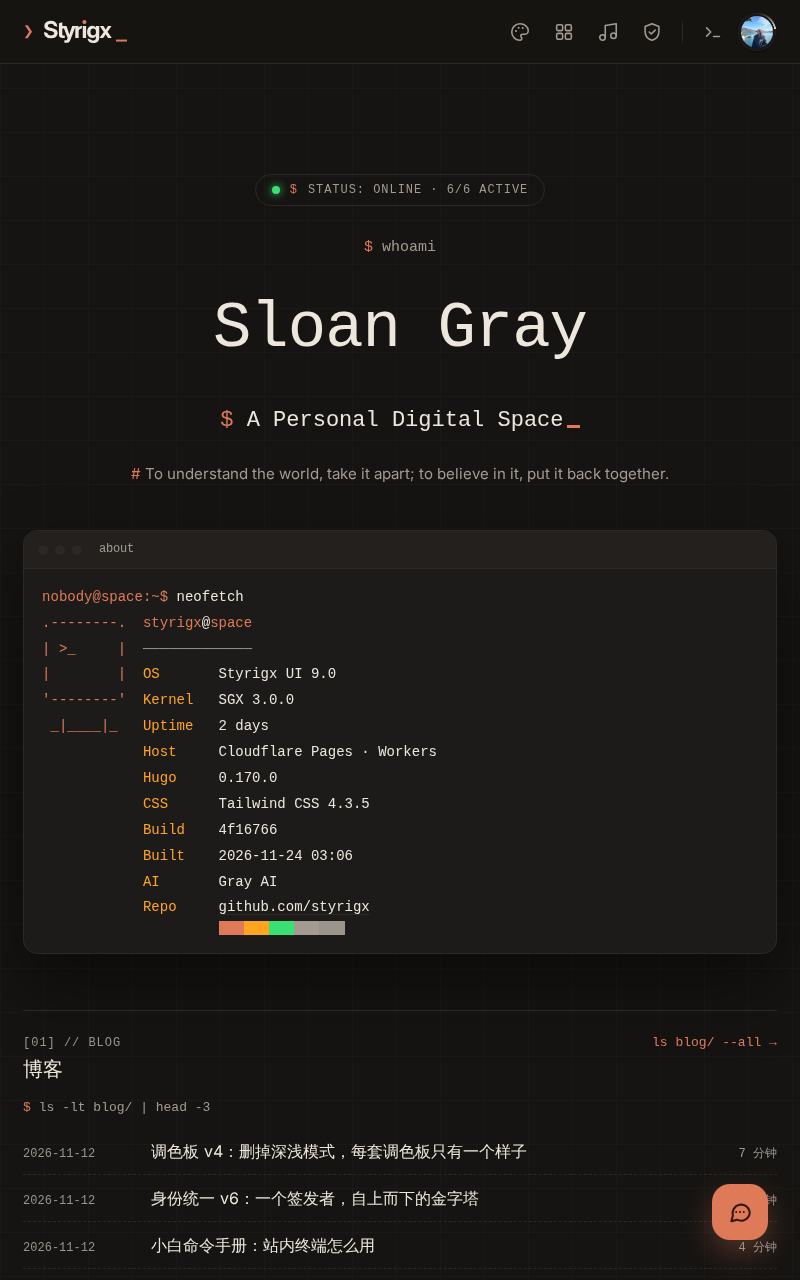 ❯ Styrigx _
$ STATUS: ONLINE · 6/6 ACTIVE
$ whoami
Sloan Gray
$ A Personal Digital Space_
# To understand the world, take it apart; to believe in it, put it back together.
about
nobody@space:~$ neofetch
.--------.  styrigx@space
| >_     |  ─────────────
|        |  OS       Styrigx UI 9.0
'--------'  Kernel   SGX 3.0.0
 _|____|_   Uptime   2 days
Host     Cloudflare Pages · Workers
Hugo     0.170.0
CSS      Tailwind CSS 4.3.5
Build    4f16766
Built    2026-11-24 03:06
AI       Gray AI
Repo     github.com/styrigx
[01] // BLOG ls blog/ --all →
博客
$ ls -lt blog/ | head -3
2026-11-12 调色板 v4：删掉深浅模式，每套调色板只有一个样子 7 分钟
2026-11-12 身份统一 v6：一个签发者，自上而下的金字塔 钟
2026-11-12 小白命令手册：站内终端怎么用 4 分钟